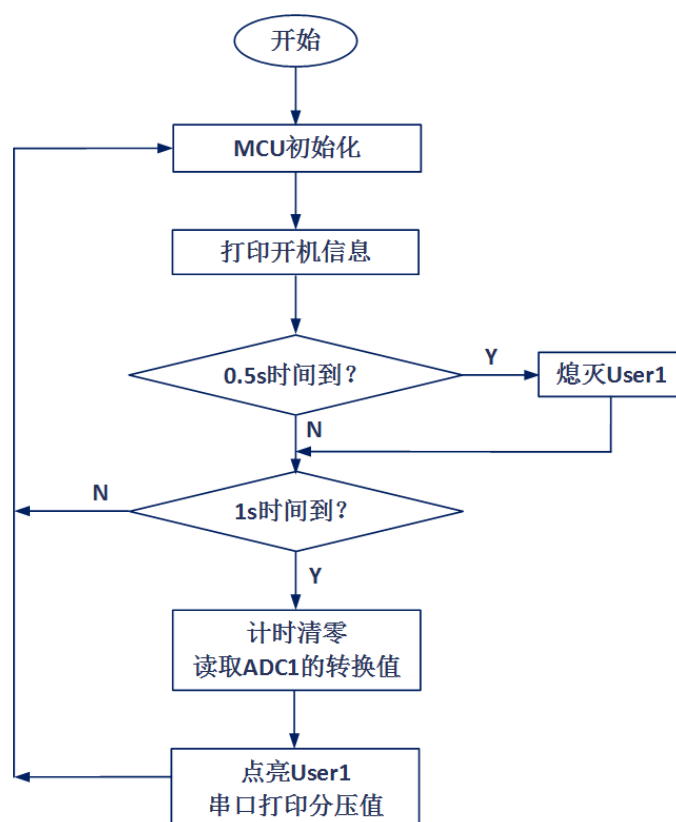 开始
MCU初始化
打印开机信息
0.5s时间到？
Y
熄灭User1
N
1s时间到？
N
Y
计时清零
读取ADC1的转换值
点亮User1
串口打印分压值